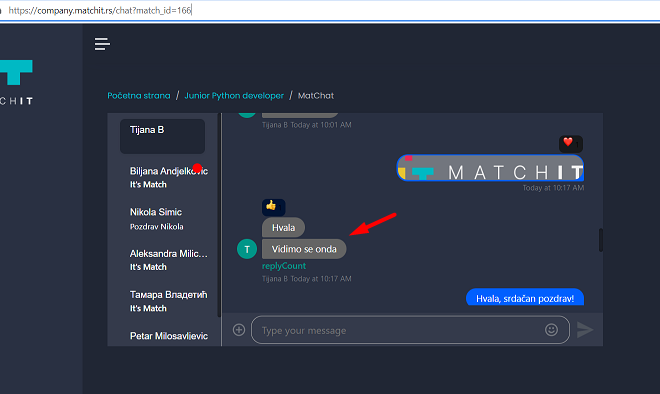 https://company.matchit.rs/chat?match_id=166
TCHIT
Početna strana / Junior Python developer / MatChat
Tijana B
Biljana Andjelkovic
It's Match
Nikola Simic
Pozdrav Nikola
Aleksandra Milic...
It's Match
Тамара Владетић
It's Match
Petar Milosavljevic
Tijana B Today at 10:01 AM
1
MATCHIT
Today at 10:17 AM
Hvala
T
Vidimo se onda
replyCount
Tijana B Today at 10:17 AM
Hvala, srdačan pozdrav!
Type your message